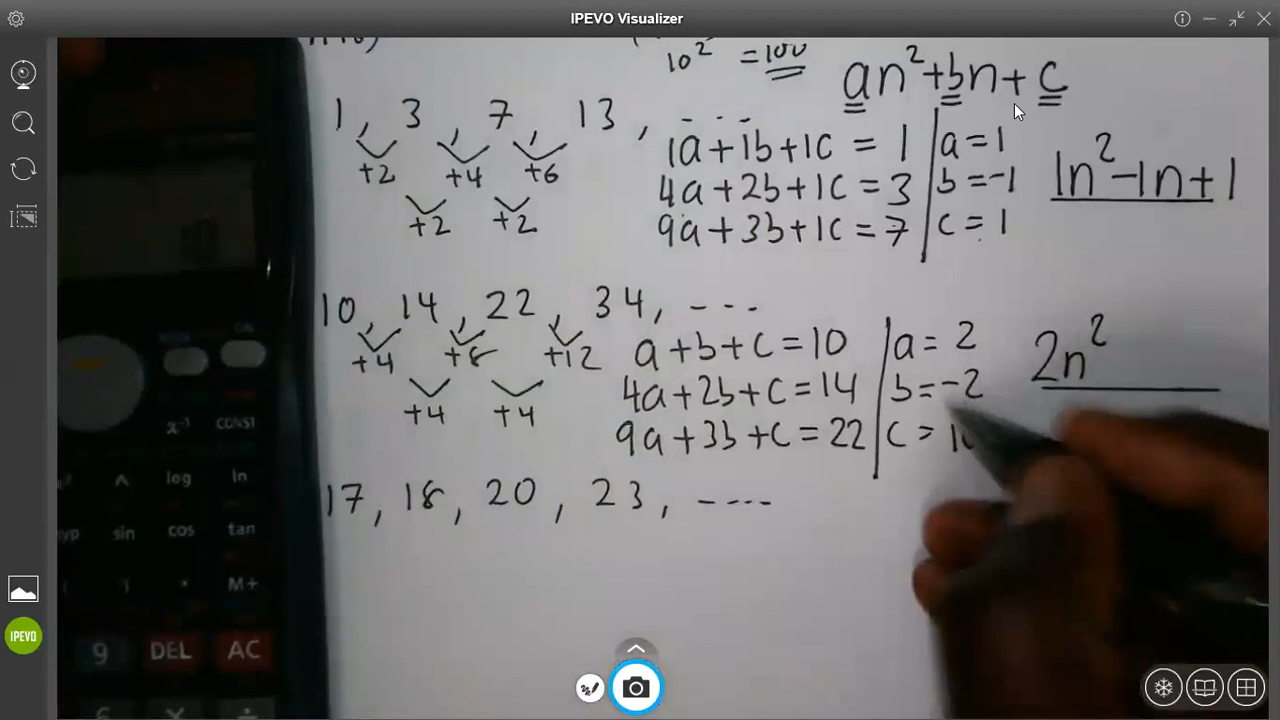 IPEVO Visualizer
10² = 100
an² + bn + c
1, 3, 7, 13, ---
+2 +4 +6
+2 +2
1a + 1b + 1c = 1
4a + 2b + 1c = 3
9a + 3b + 1c = 7
a = 1
b = -1
c = 1
1n² - 1n + 1
10, 14, 22, 34, ---
+4 +8 +12
+4 +4
a + b + c = 10
4a + 2b + c = 14
9a + 3b + c = 22
a = 2
b = -2
c =
2n²
17, 18, 20, 23, ----
x⁻¹ CONST
log ln
sin cos tan
M+
9 DEL AC
IPEVO